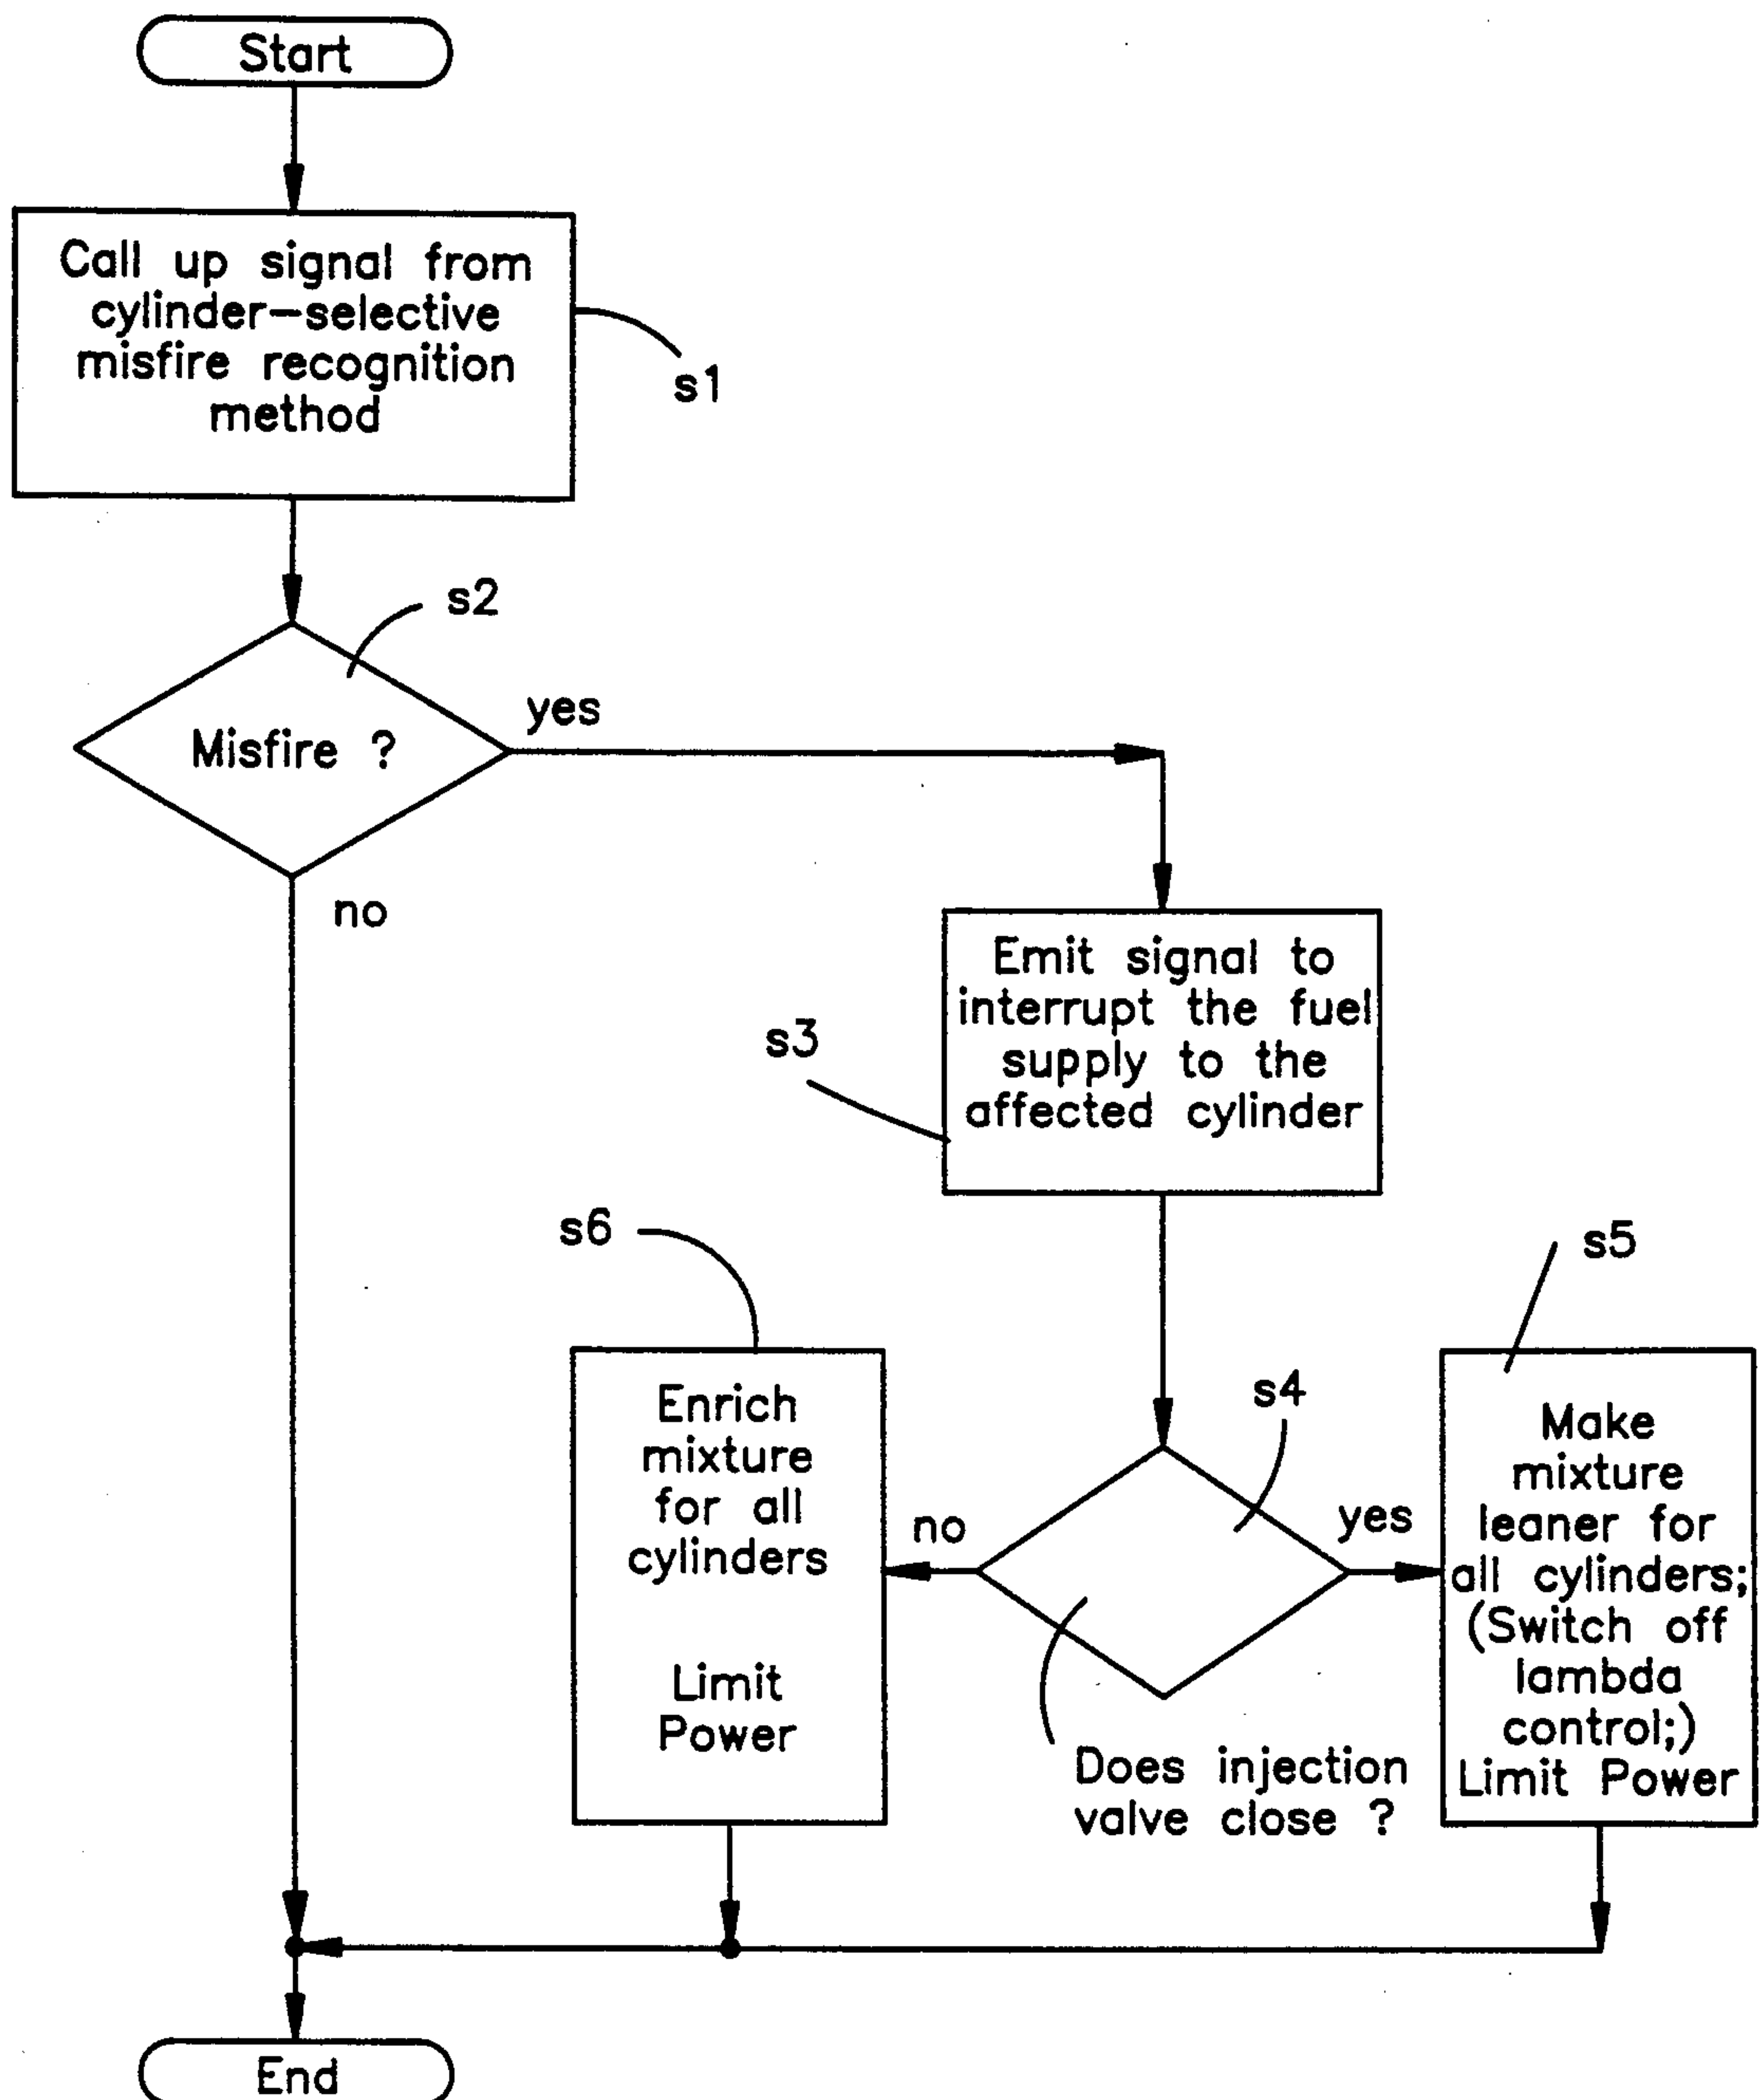 Start
Call up signal from
cylinder-selective
misfire recognition
method
s1
s2
Misfire ?
yes
no
Emit signal to
interrupt the fuel
supply to the
affected cylinder
s3
s6
s5
Enrich
mixture
for all
cylinders
Limit
Power
no
s4
yes
Does injection
valve close ?
Make
mixture
leaner for
all cylinders;
(Switch off
lambda
control;)
Limit Power
End